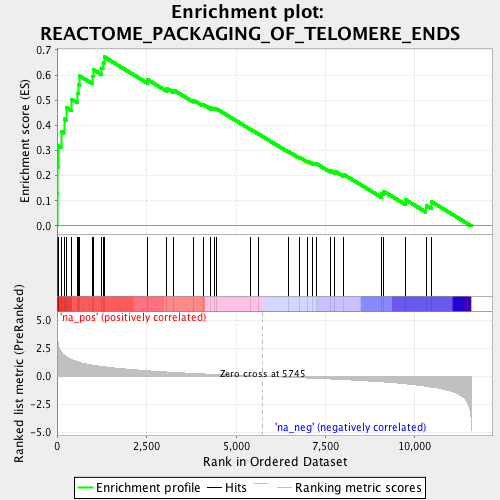 Enrichment plot:
REACTOME_PACKAGING_OF_TELOMERE_ENDS
Enrichment score (ES)
0.7
0.6
0.5
0.4
0.3
0.2
0.1
0.0
'na_pos' (positively correlated)
Ranked list metric (PreRanked)
5.0
2.5
0.0
-2.5
-5.0
Zero cross at 5745
'na_neg' (negatively correlated)
0
2,500
5,000
7,500
10,000
Rank in Ordered Dataset
Enrichment profile
Hits
Ranking metric scores